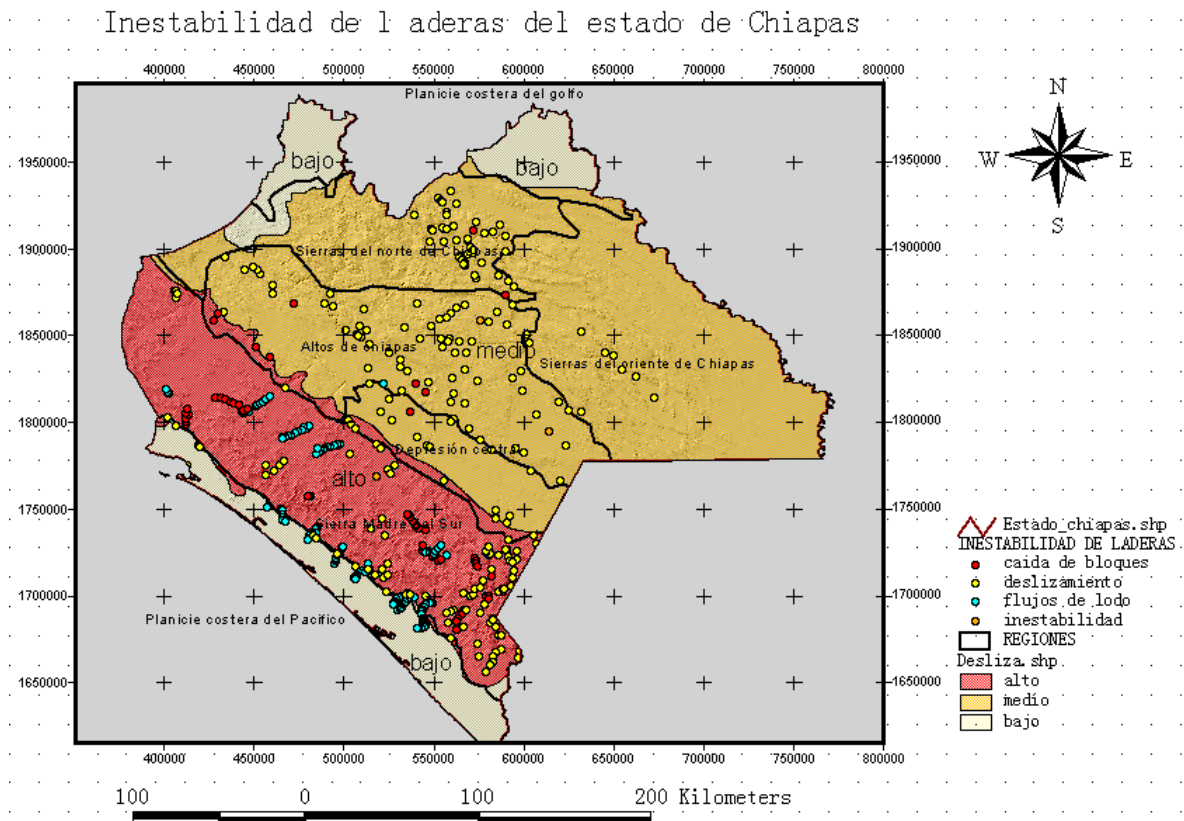 Inestabilidad de l aderas del estado de Chiapas
400000 450000 500000 550000 600000 650000 700000 750000 800000
Planicie costera del golfo
N
W E
S
1950000 bajo bajo 1950000
1900000 Sierras del norte de Chiapas 1900000
1850000 Altos de chiapas medio 1850000
Sierras del oriente de Chiapas
1800000 1800000
Depresión central
alto
1750000 1750000
Sierra Madre del Sur
1700000 1700000
Planicie costera del Pacifico
bajo
1650000 1650000
400000 450000 500000 550000 600000 650000 700000 750000 800000
Estado_chiapas.shp
INESTABILIDAD DE LADERAS
caida de bloques
deslizamiento
flujos de lodo
inestabilidad
REGIONES
Desliza.shp
alto
medio
bajo
100 0 100 200 Kilometers